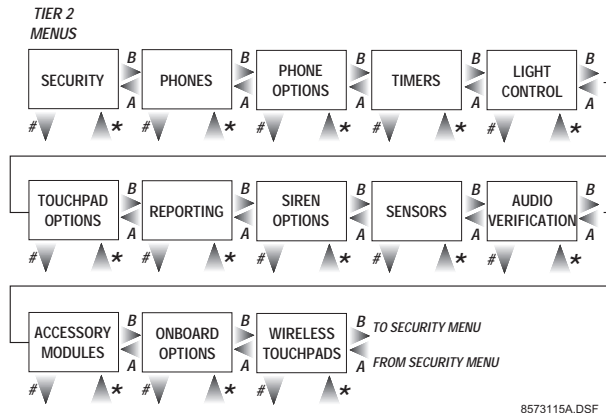 TIER 2
MENUS
SECURITY
B
A
PHONES
B
A
PHONE
OPTIONS
B
A
TIMERS
B
A
LIGHT
CONTROL
B
A
# *
# *
# *
# *
# *
TOUCHPAD
OPTIONS
B
A
REPORTING
B
A
SIREN
OPTIONS
B
A
SENSORS
B
A
AUDIO
VERIFICATION
B
A
# *
# *
# *
# *
# *
ACCESSORY
MODULES
B
A
ONBOARD
OPTIONS
B
A
WIRELESS
TOUCHPADS
B TO SECURITY MENU
A FROM SECURITY MENU
# *
# *
# *
8573115A.DSF